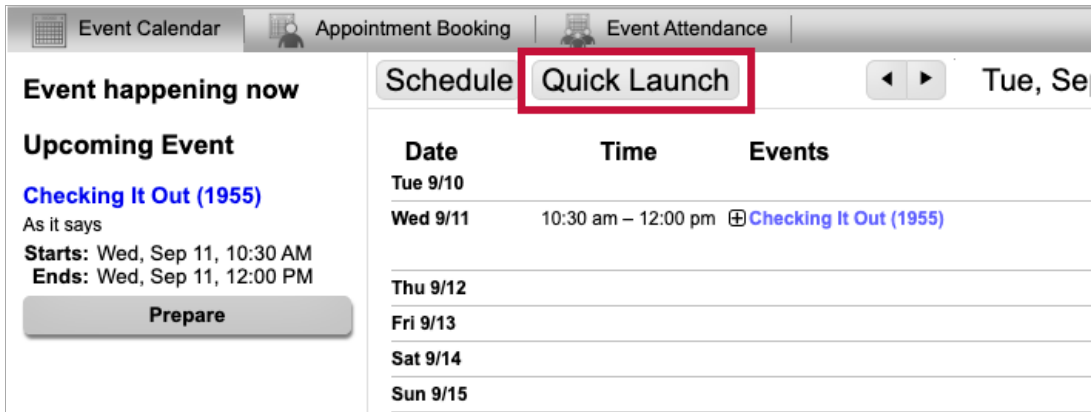 Event Calendar Appointment Booking Event Attendance
Event happening now
Upcoming Event
Checking It Out (1955)
As it says
Starts: Wed, Sep 11, 10:30 AM
Ends: Wed, Sep 11, 12:00 PM
Prepare
Schedule Quick Launch Tue, Sep
Date Time Events
Tue 9/10
Wed 9/11 10:30 am – 12:00 pm Checking It Out (1955)
Thu 9/12
Fri 9/13
Sat 9/14
Sun 9/15